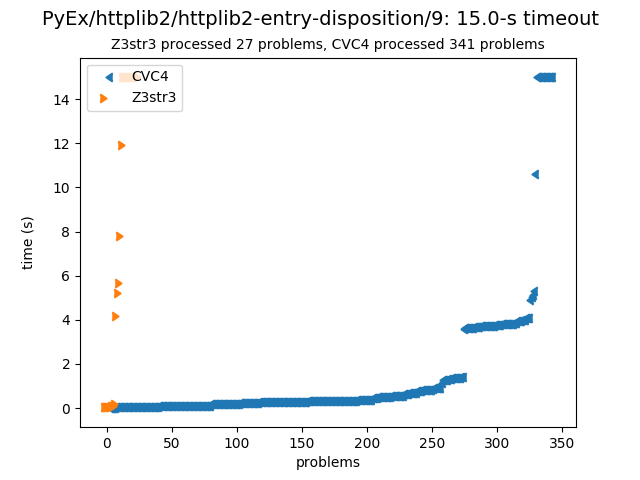 PyEx/httplib2/httplib2-entry-disposition/9: 15.0-s timeout
Z3str3 processed 27 problems, CVC4 processed 341 problems
CVC4
Z3str3
14
12
10
8
6
4
2
0
time (s)
0 50 100 150 200 250 300 350
problems